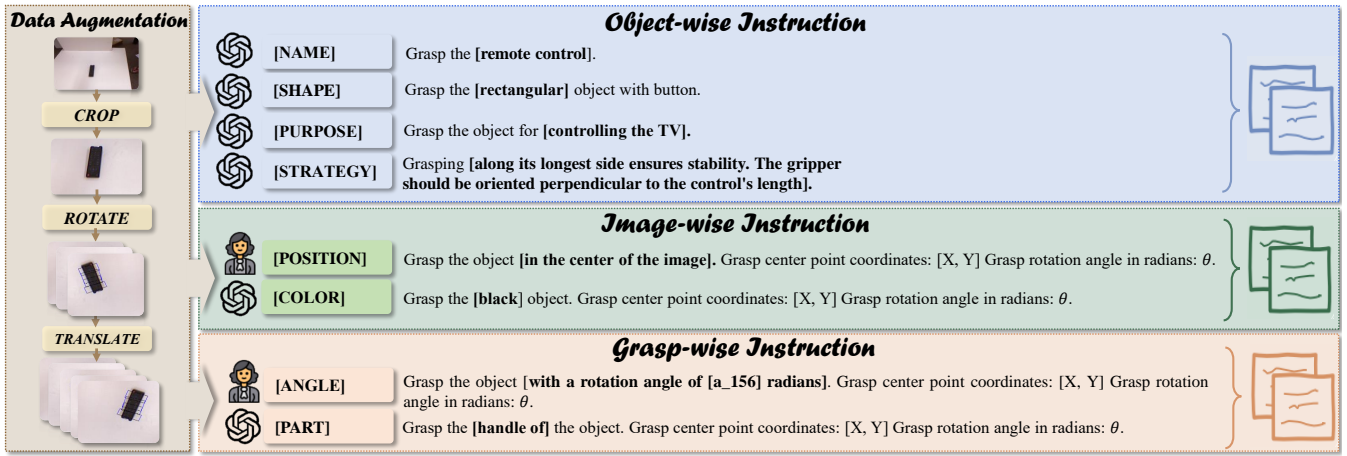 Data Augmentation
CROP
ROTATE
TRANSLATE
Object-wise Instruction
[NAME] Grasp the [remote control].
[SHAPE] Grasp the [rectangular] object with button.
[PURPOSE] Grasp the object for [controlling the TV].
[STRATEGY] Grasping [along its longest side ensures stability. The gripper
should be oriented perpendicular to the control's length].
Image-wise Instruction
[POSITION] Grasp the object [in the center of the image]. Grasp center point coordinates: [X, Y] Grasp rotation angle in radians: θ.
[COLOR] Grasp the [black] object. Grasp center point coordinates: [X, Y] Grasp rotation angle in radians: θ.
Grasp-wise Instruction
[ANGLE] Grasp the object [with a rotation angle of [a_156] radians]. Grasp center point coordinates: [X, Y] Grasp rotation
angle in radians: θ.
[PART] Grasp the [handle of] the object. Grasp center point coordinates: [X, Y] Grasp rotation angle in radians: θ.